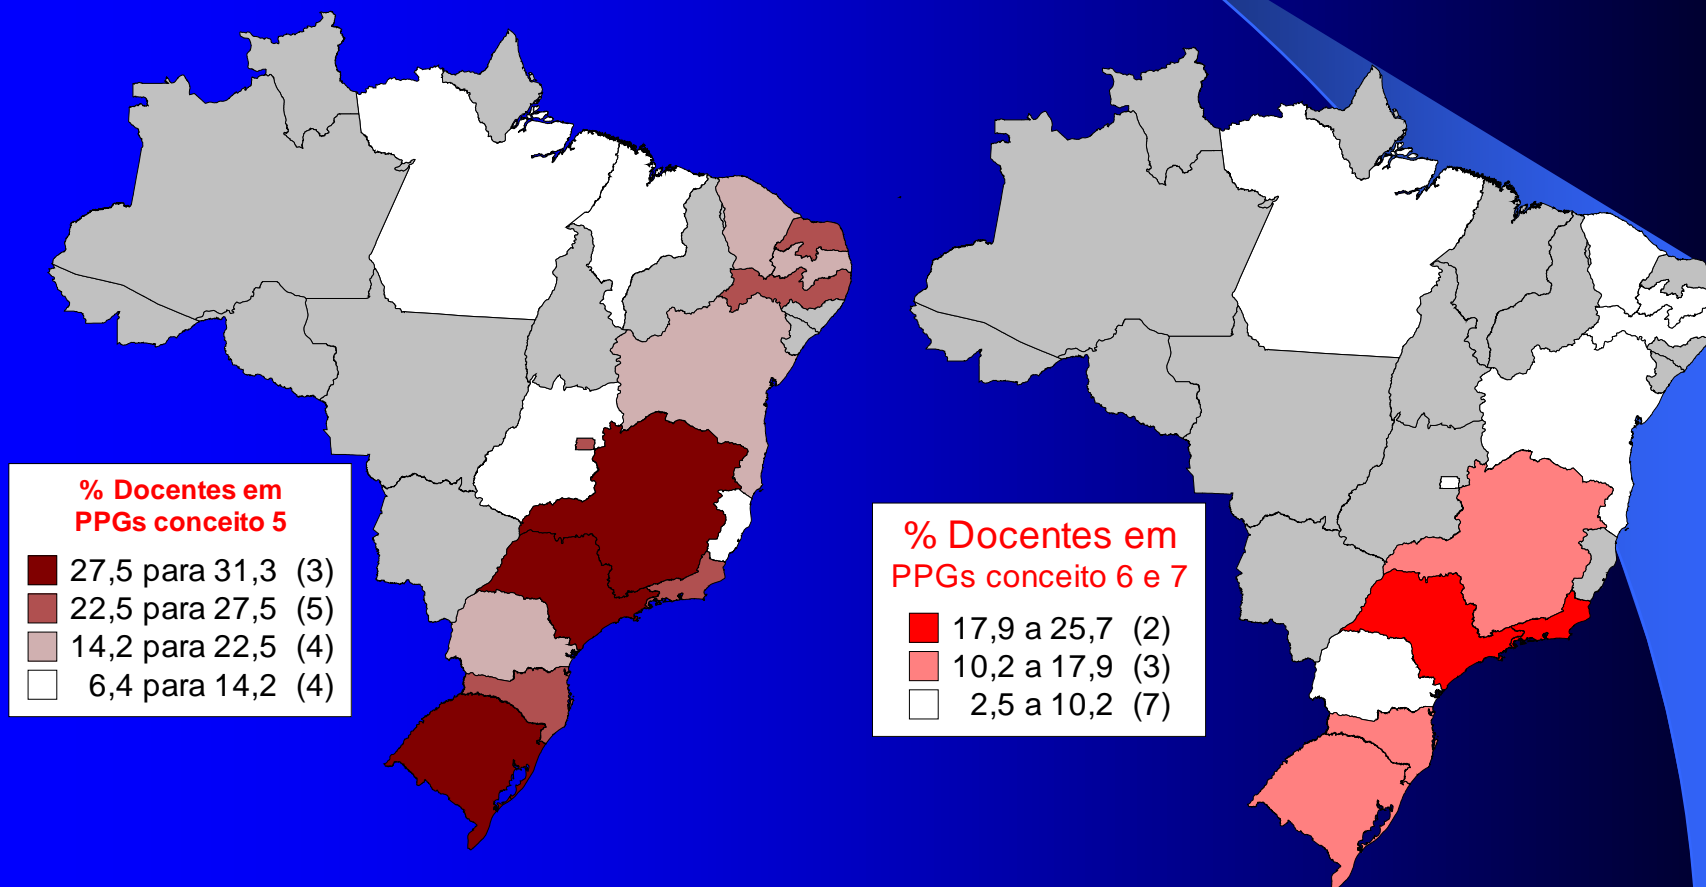 % Docentes em
PPGs conceito 5
27,5 para 31,3 (3)
22,5 para 27,5 (5)
14,2 para 22,5 (4)
6,4 para 14,2 (4)
% Docentes em
PPGs conceito 6 e 7
17,9 a 25,7 (2)
10,2 a 17,9 (3)
2,5 a 10,2 (7)